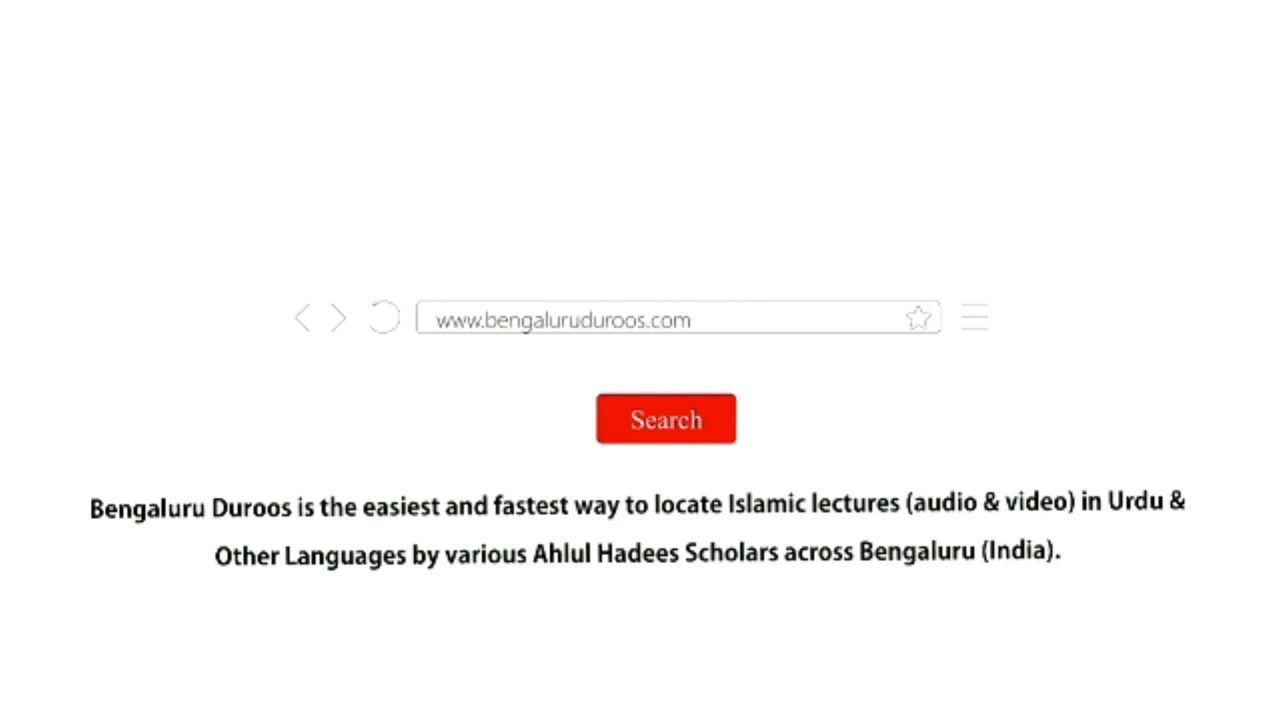 www.bengaluruduroos.com
Search
Bengaluru Duroos is the easiest and fastest way to locate Islamic lectures (audio & video) in Urdu &
Other Languages by various Ahlul Hadees Scholars across Bengaluru (India).